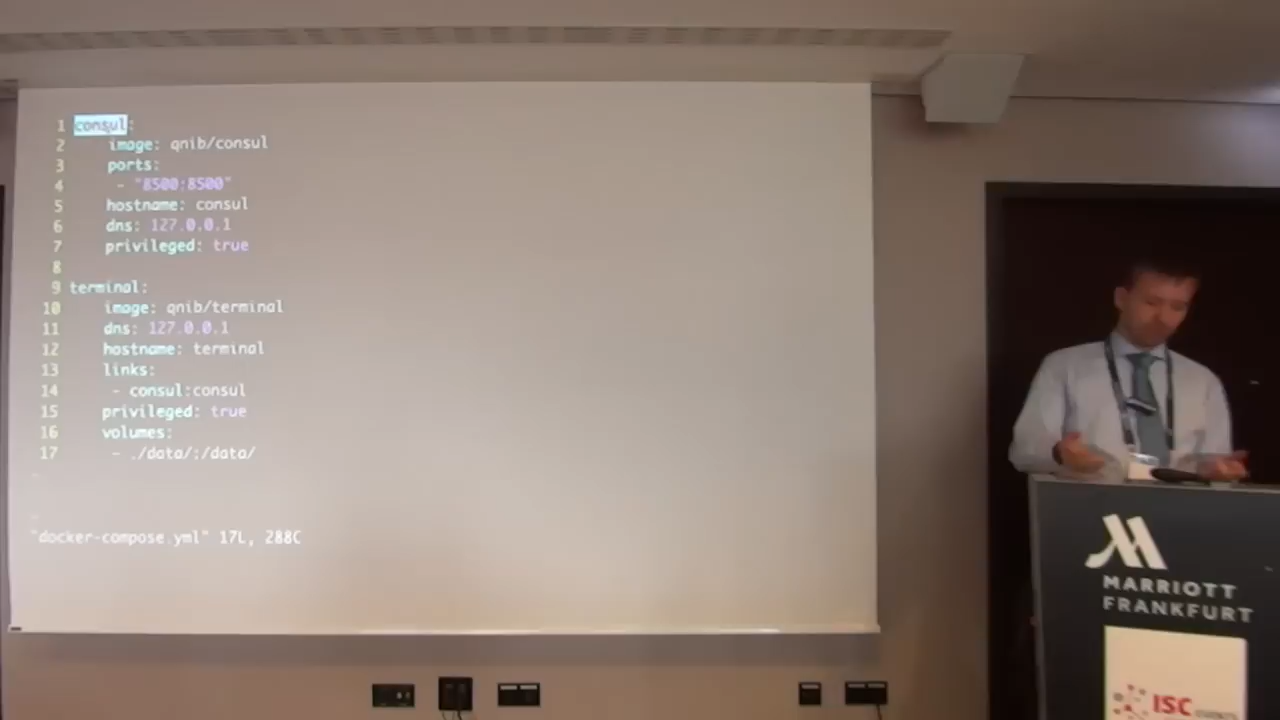 1 consul:
2 image: qnib/consul
3 ports:
4 - "8500:8500"
5 hostname: consul
6 dns: 127.0.0.1
7 privileged: true
8
9 terminal:
10 image: qnib/terminal
11 dns: 127.0.0.1
12 hostname: terminal
13 links:
14 - consul:consul
15 privileged: true
16 volumes:
17 - ./data/:/data/
~
~
"docker-compose.yml" 17L, 288C
MARRIOTT
FRANKFURT
ISC